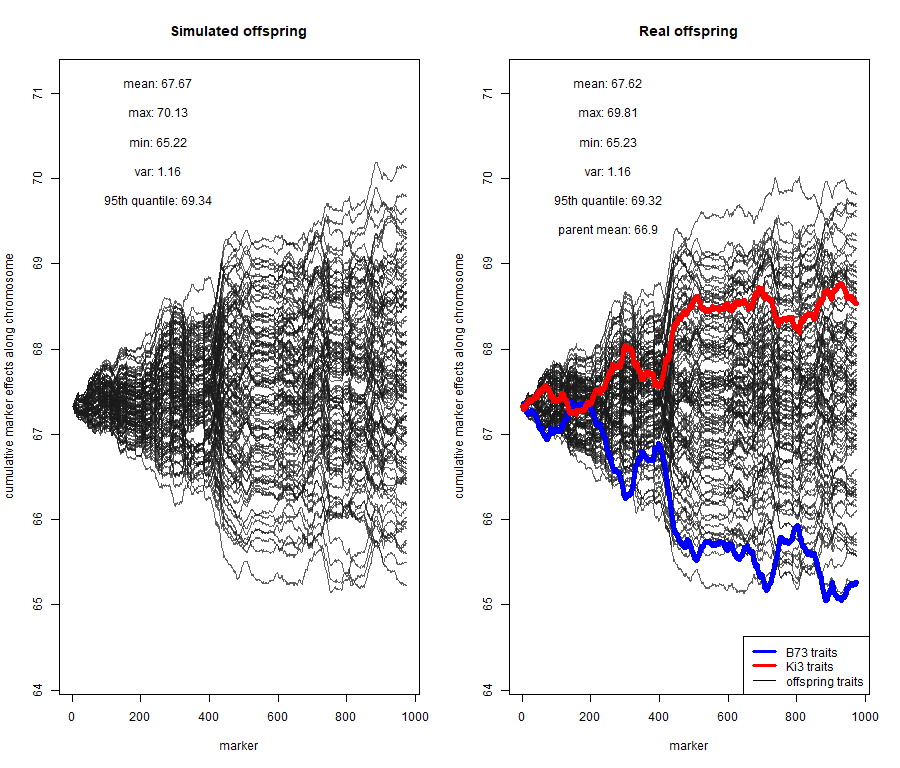 Simulated offspring
mean: 67.67
max: 70.13
min: 65.22
var: 1.16
95th quantile: 69.34
cumulative marker effects along chromosome
71
70
69
68
67
66
65
64
0 200 400 600 800 1000
marker
Real offspring
mean: 67.62
max: 69.81
min: 65.23
var: 1.16
95th quantile: 69.32
parent mean: 66.9
cumulative marker effects along chromosome
71
70
69
68
67
66
65
64
B73 traits
Ki3 traits
offspring traits
0 200 400 600 800 1000
marker